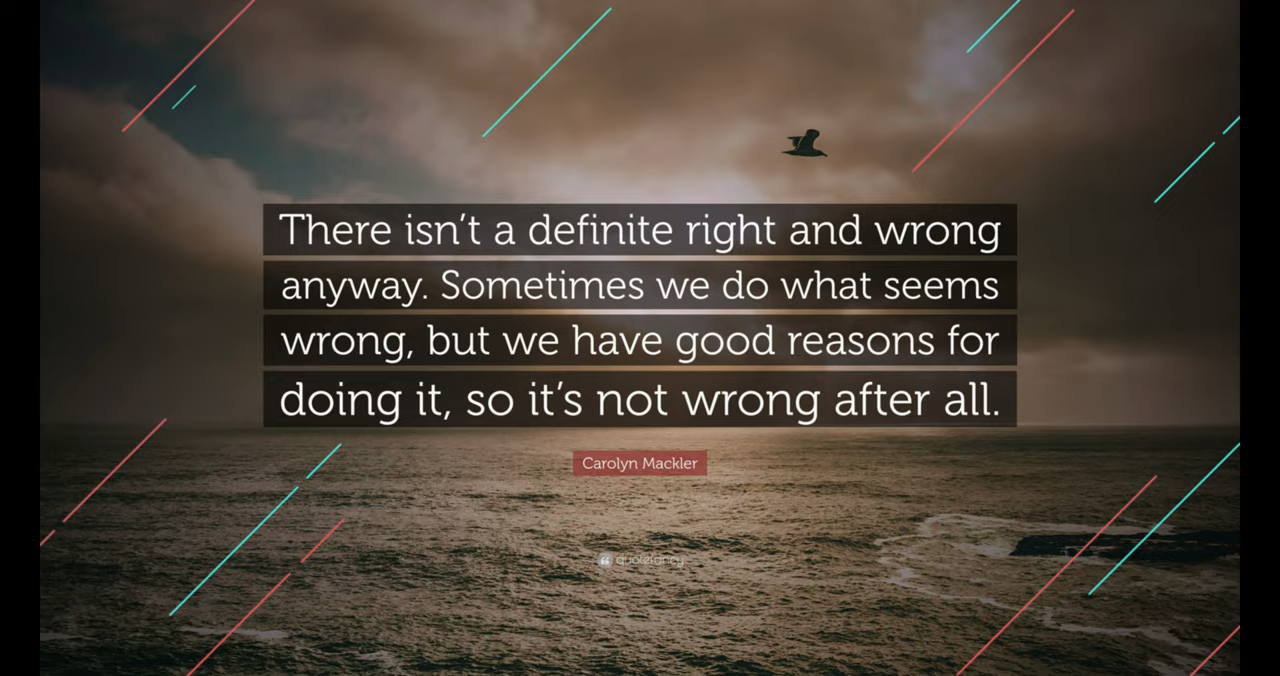 There isn’t a definite right and wrong
anyway. Sometimes we do what seems
wrong, but we have good reasons for
doing it, so it’s not wrong after all.
Carolyn Mackler
quotefancy